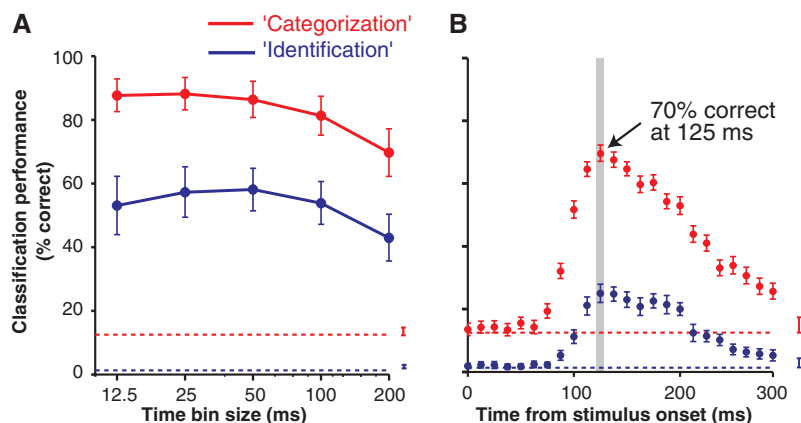 A
'Categorization'
'Identification'
B
Classification performance
(% correct)
100
80
60
40
20
0
12.5 25 50 100 200
Time bin size (ms)
70% correct
at 125 ms
0 100 200 300
Time from stimulus onset (ms)